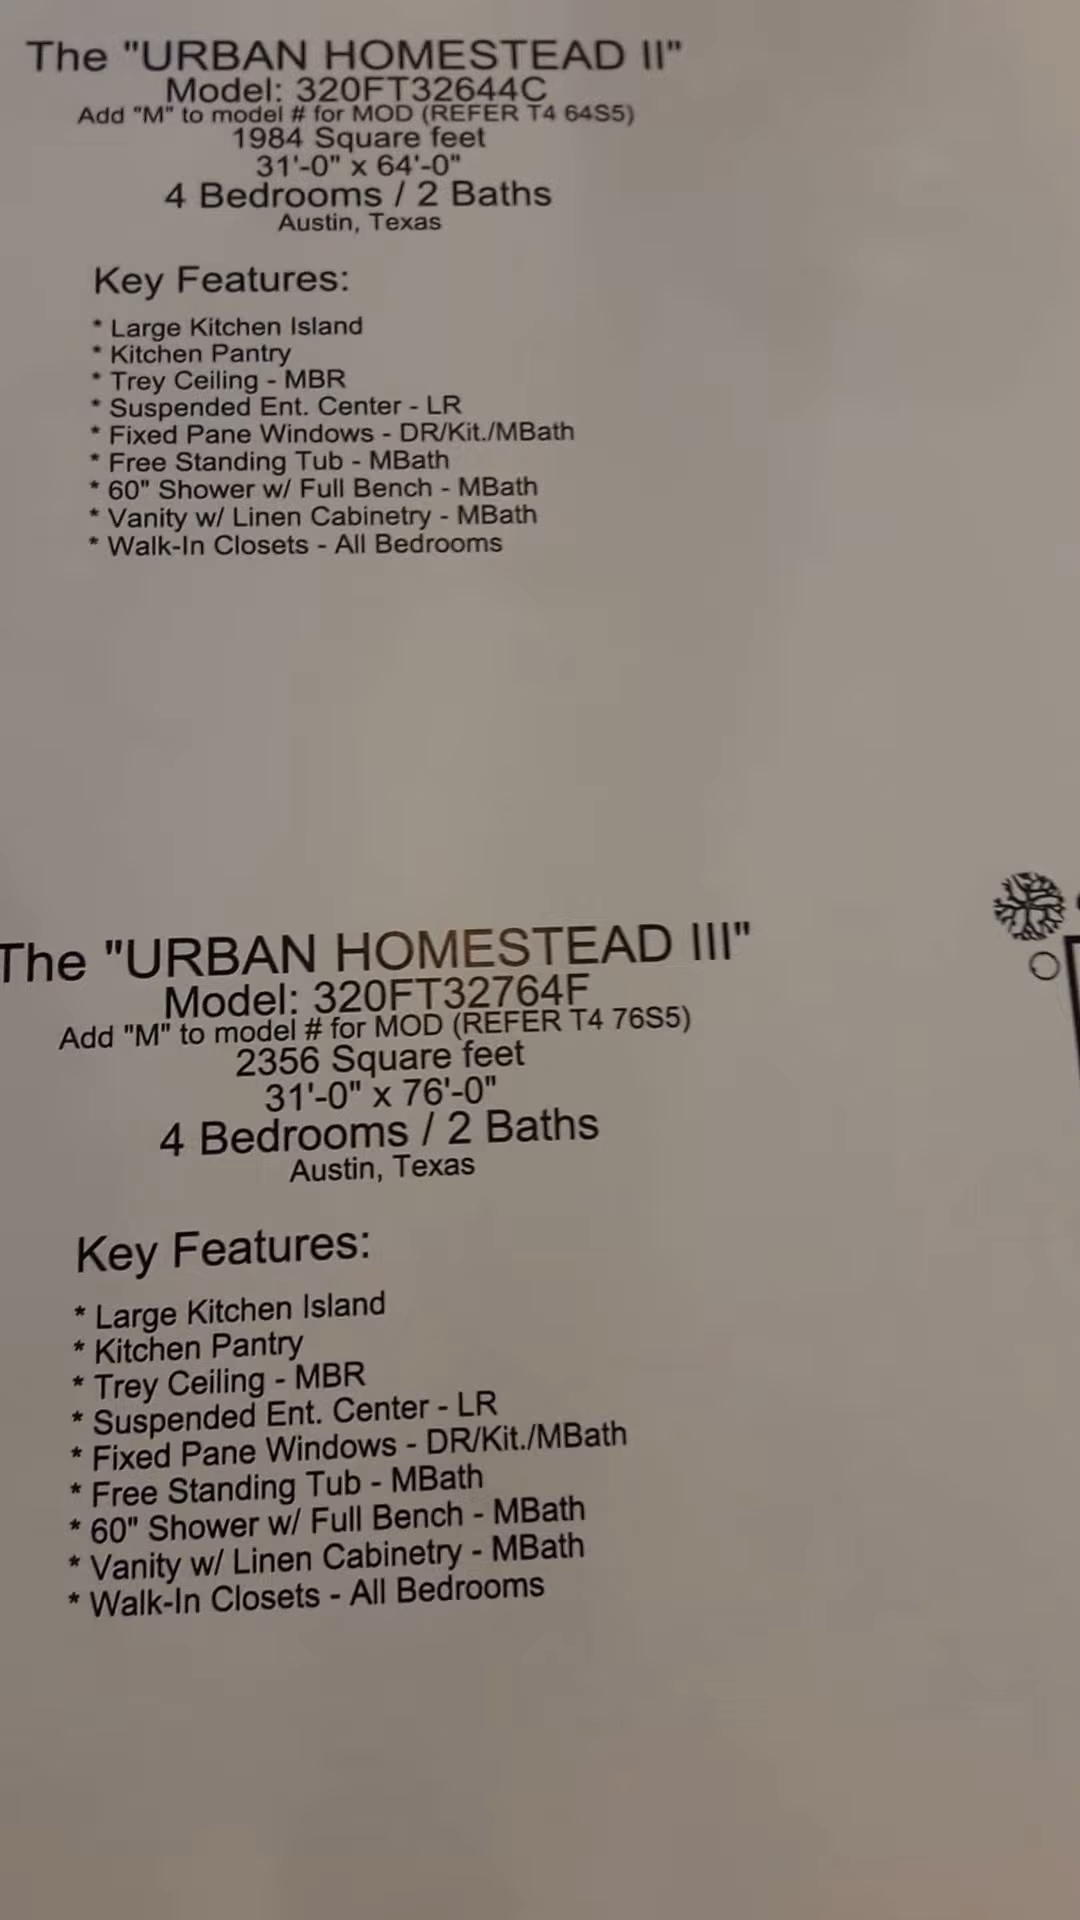 The "URBAN HOMESTEAD II"
Model: 320FT32644C
Add "M" to model # for MOD (REFER T4 64S5)
1984 Square feet
31'-0" x 64'-0"
4 Bedrooms / 2 Baths
Austin, Texas
Key Features:
* Large Kitchen Island
* Kitchen Pantry
* Trey Ceiling - MBR
* Suspended Ent. Center - LR
* Fixed Pane Windows - DR/Kit./MBath
* Free Standing Tub - MBath
* 60" Shower w/ Full Bench - MBath
* Vanity w/ Linen Cabinetry - MBath
* Walk-In Closets - All Bedrooms
The "URBAN HOMESTEAD III"
Model: 320FT32764F
Add "M" to model # for MOD (REFER T4 76S5)
2356 Square feet
31'-0" x 76'-0"
4 Bedrooms / 2 Baths
Austin, Texas
Key Features:
* Large Kitchen Island
* Kitchen Pantry
* Trey Ceiling - MBR
* Suspended Ent. Center - LR
* Fixed Pane Windows - DR/Kit./MBath
* Free Standing Tub - MBath
* 60" Shower w/ Full Bench - MBath
* Vanity w/ Linen Cabinetry - MBath
* Walk-In Closets - All Bedrooms